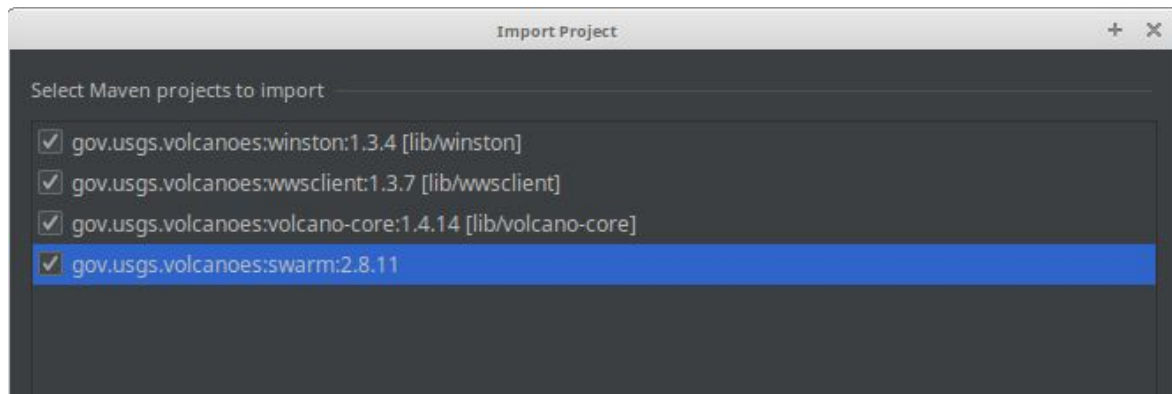 Import Project
Select Maven projects to import
gov.usgs.volcanoes:winston:1.3.4 [lib/winston]
gov.usgs.volcanoes:wwsclient:1.3.7 [lib/wwsclient]
gov.usgs.volcanoes:volcano-core:1.4.14 [lib/volcano-core]
gov.usgs.volcanoes:swarm:2.8.11